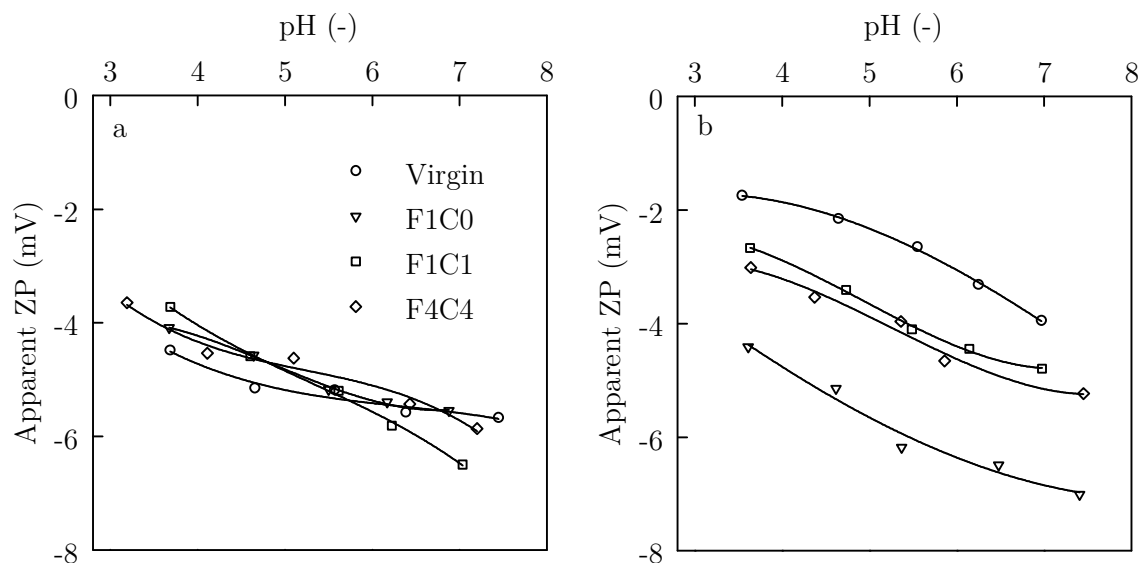 pH (-)
3 4 5 6 7 8
0
-2
-4
-6
-8
Apparent ZP (mV)
a
Virgin
F1C0
F1C1
F4C4
pH (-)
3 4 5 6 7 8
0
-2
-4
-6
-8
Apparent ZP (mV)
b